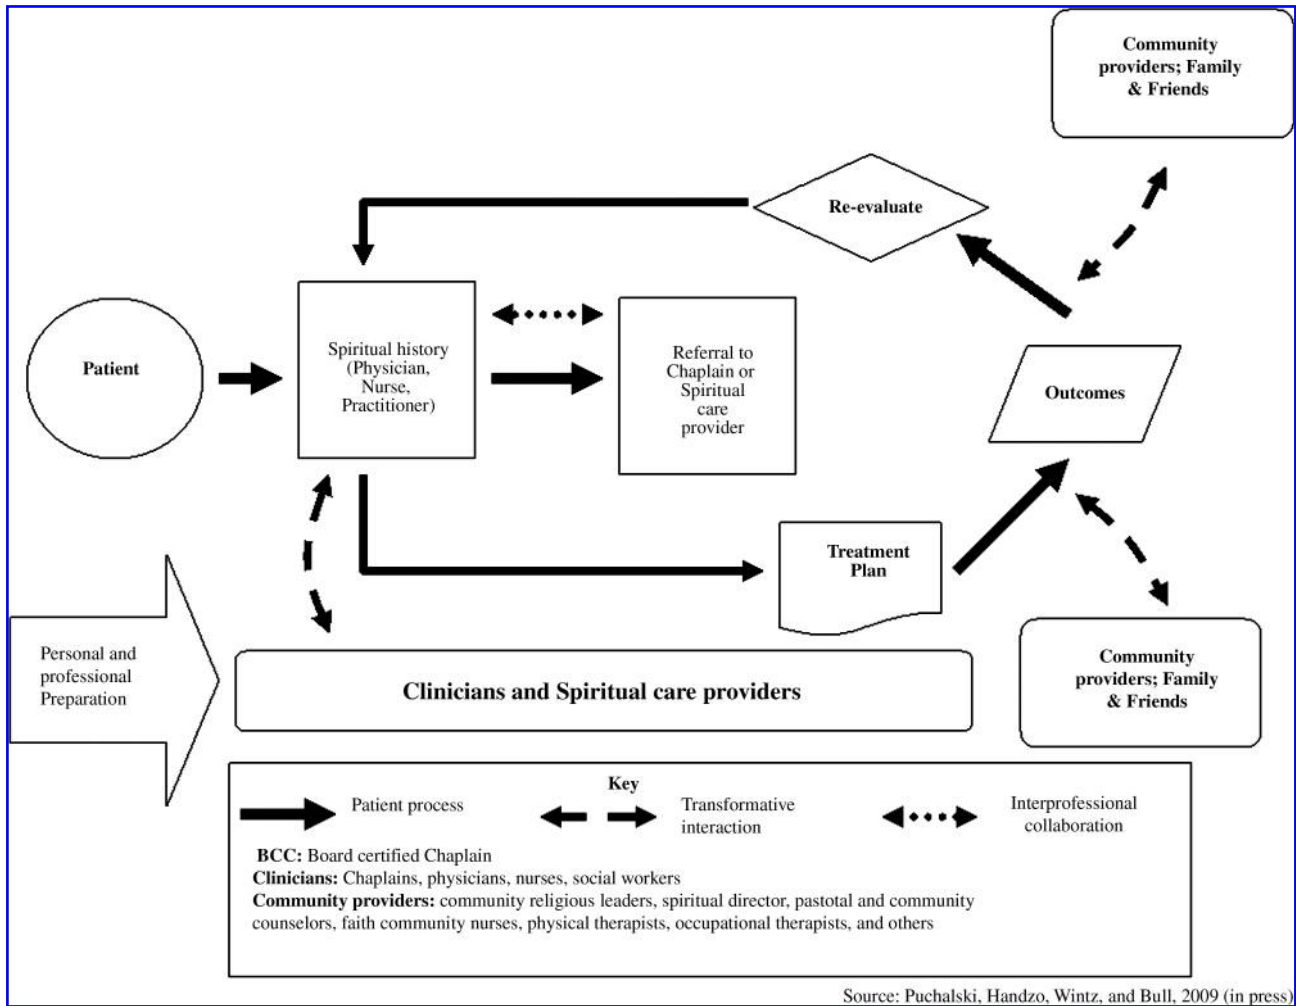 Community
providers; Family
& Friends
Re-evaluate
Patient
Spiritual history
(Physician,
Nurse,
Practitioner)
Referral to
Chaplain or
Spiritual
care
provider
Outcomes
Treatment
Plan
Personal and
professional
Preparation
Clinicians and Spiritual care providers
Community
providers; Family
& Friends
Key
Patient process
Transformative
interaction
Interprofessional
collaboration
BCC: Board certified Chaplain
Clinicians: Chaplains, physicians, nurses, social workers
Community providers: community religious leaders, spiritual director, pastotal and community
counselors, faith community nurses, physical therapists, occupational therapists, and others
Source: Puchalski, Handzo, Wintz, and Bull, 2009 (in press)